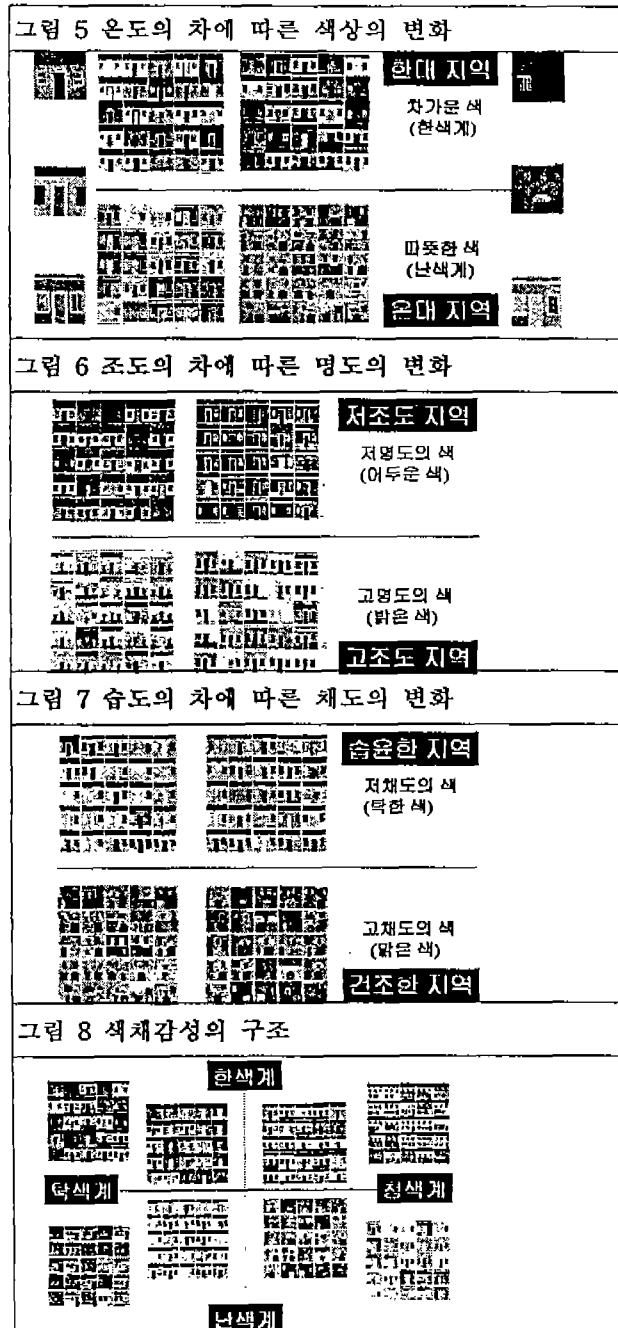 그림 5 온도의 차에 따른 색상의 변화
한대 지역
차가운 색
(한색계)
따뜻한 색
(난색계)
온대 지역
그림 6 조도의 차에 따른 명도의 변화
저조도 지역
저명도의 색
(어두운 색)
고명도의 색
(밝은 색)
고조도 지역
그림 7 습도의 차에 따른 채도의 변화
습윤한 지역
저채도의 색
(탁한 색)
고채도의 색
(맑은 색)
건조한 지역
그림 8 색채감성의 구조
한색계
탁색계
청색계
난색계